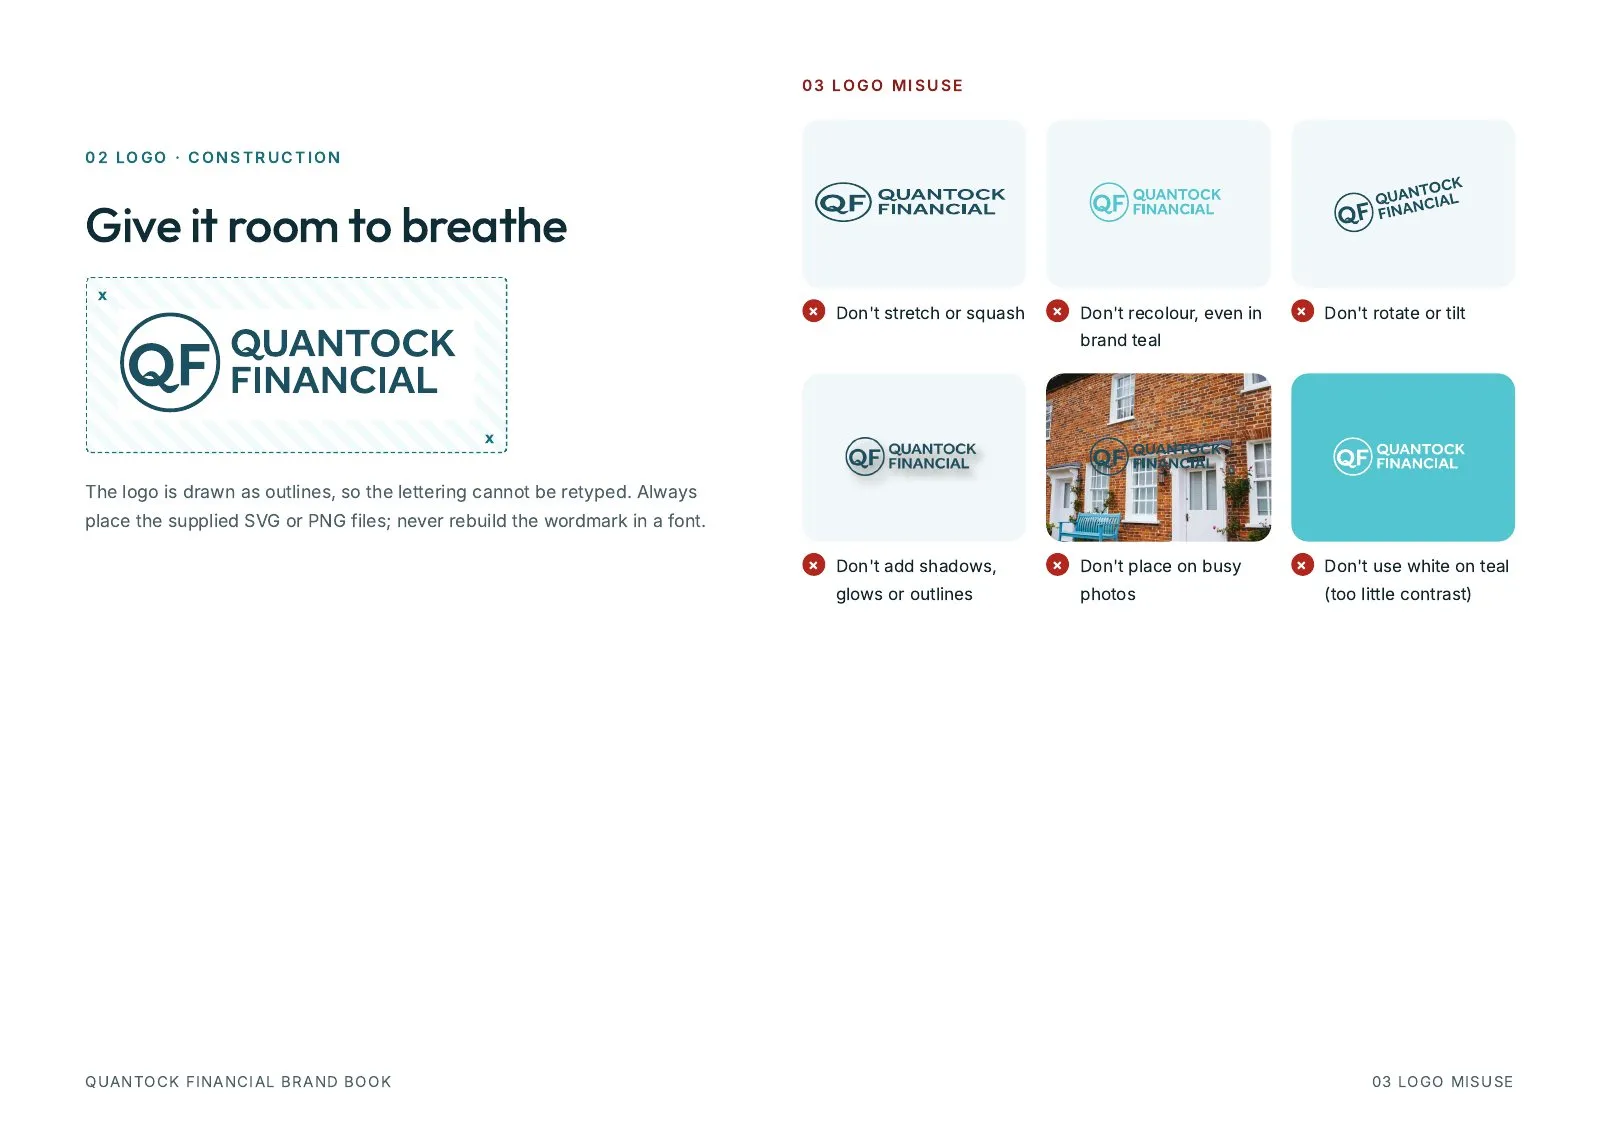 02 LOGO · CONSTRUCTION
Give it room to breathe
x
QF
QUANTOCK
FINANCIAL
x
The logo is drawn as outlines, so the lettering cannot be retyped. Always
place the supplied SVG or PNG files; never rebuild the wordmark in a font.
03 LOGO MISUSE
QF
QUANTOCK
FINANCIAL
Don't stretch or squash
QF
QUANTOCK
FINANCIAL
Don't recolour, even in
brand teal
QF
QUANTOCK
FINANCIAL
Don't rotate or tilt
QF
QUANTOCK
FINANCIAL
Don't add shadows,
glows or outlines
QF
QUANTOCK
FINANCIAL
Don't place on busy
photos
QF
QUANTOCK
FINANCIAL
Don't use white on teal
(too little contrast)
QUANTOCK FINANCIAL BRAND BOOK
03 LOGO MISUSE